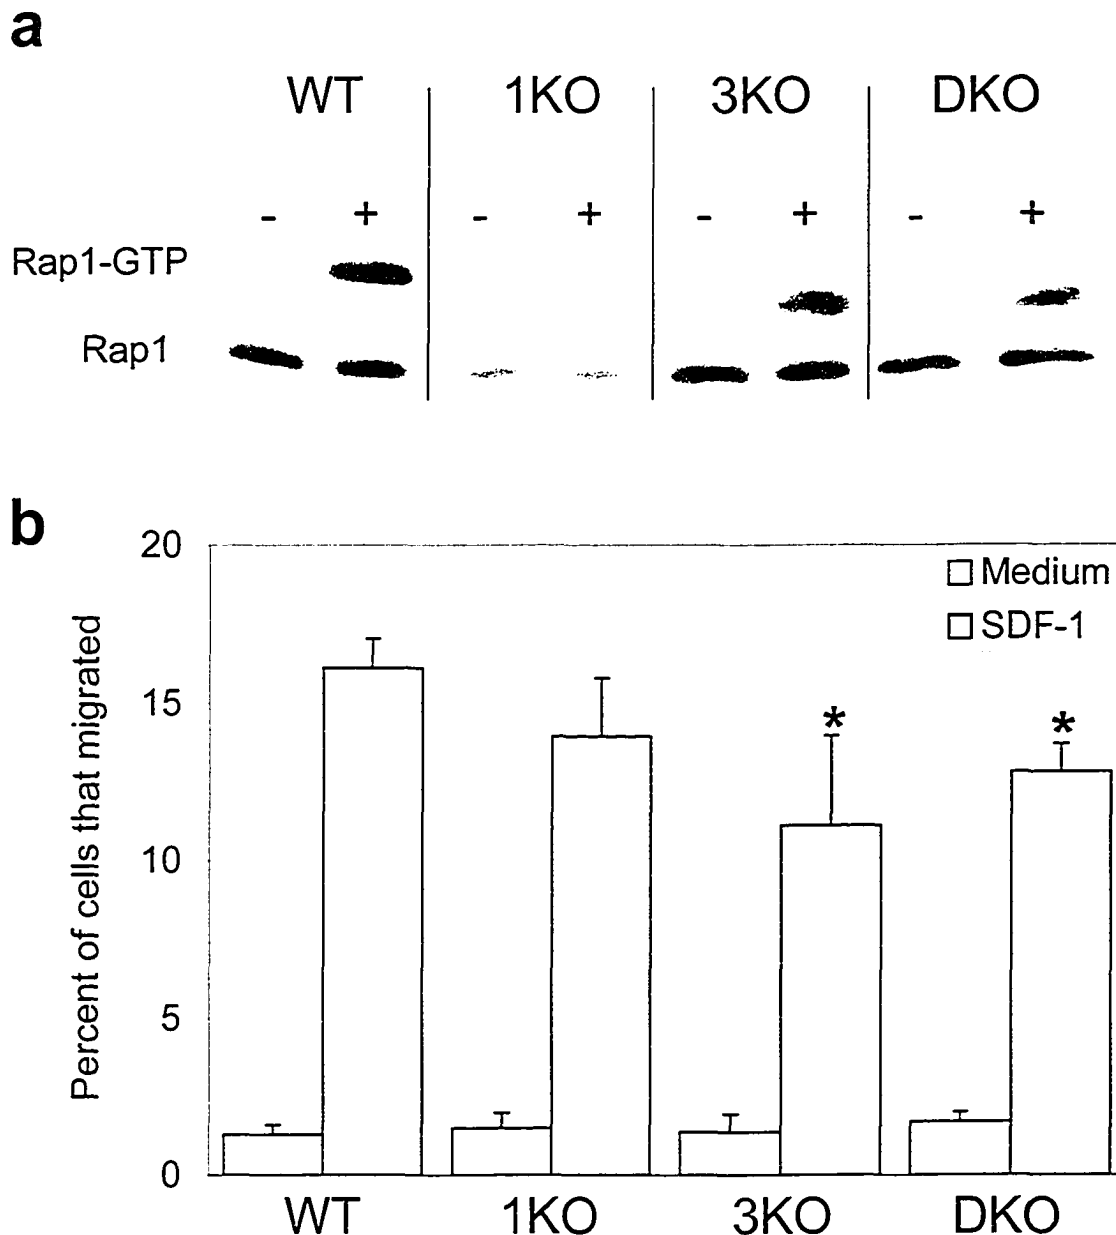 a
WT 1KO 3KO DKO
- + - + - + - +
Rap1-GTP
Rap1
b
20
15
10
5
0
Percent of cells that migrated
Medium
SDF-1
*
*
WT 1KO 3KO DKO